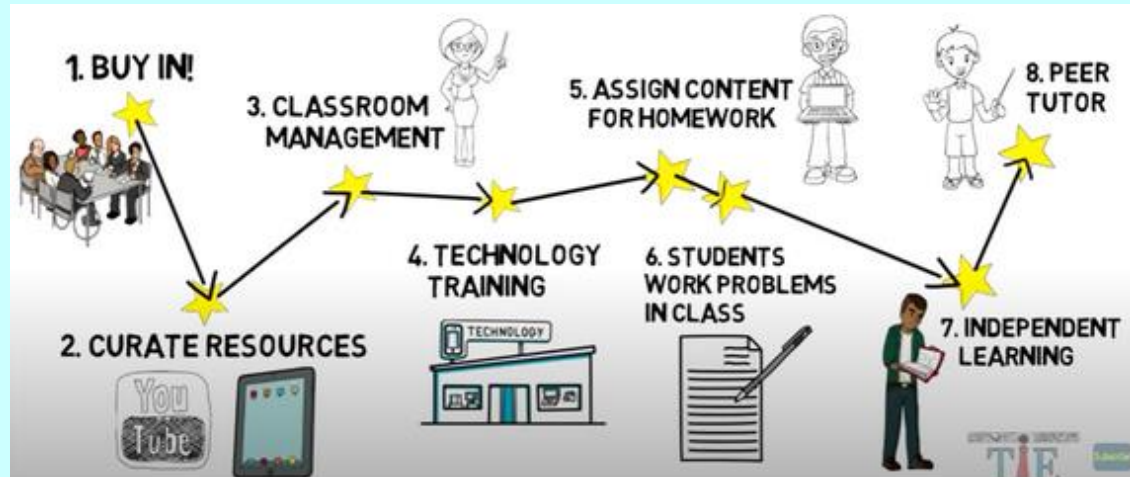 1. BUY IN!
2. CURATE RESOURCES
You
Tube
3. CLASSROOM
MANAGEMENT
4. TECHNOLOGY
TRAINING
TECHNOLOGY
5. ASSIGN CONTENT
FOR HOMEWORK
6. STUDENTS
WORK PROBLEMS
IN CLASS
7. INDEPENDENT
LEARNING
8. PEER
TUTOR
TIE
Subscribe